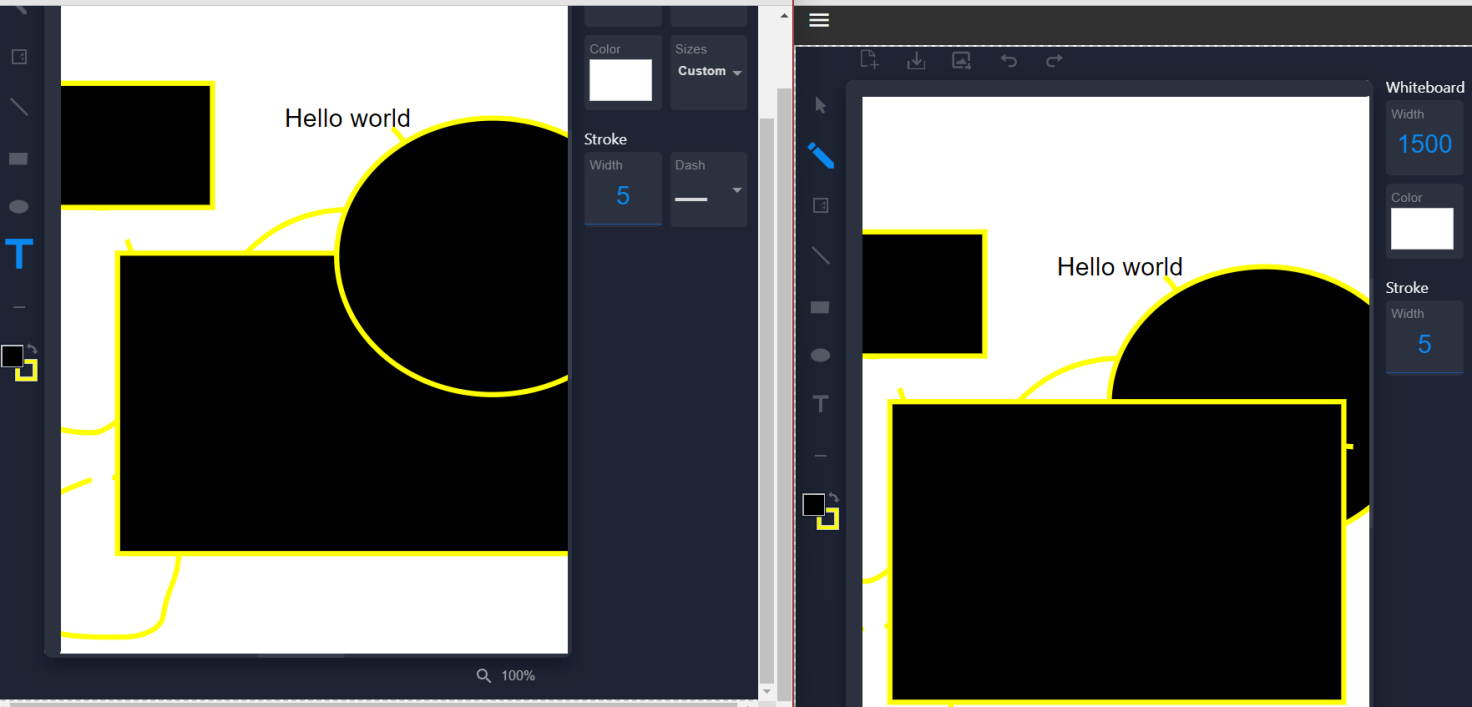 Color
Sizes
Custom
Hello world
Stroke
Width
Dash
5
T
100%
Whiteboard
Width
1500
Color
Hello world
Stroke
Width
5
T